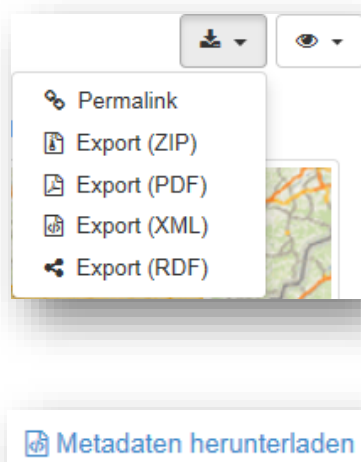 Permalink
Export (ZIP)
Export (PDF)
Export (XML)
Export (RDF)
Metadaten herunterladen